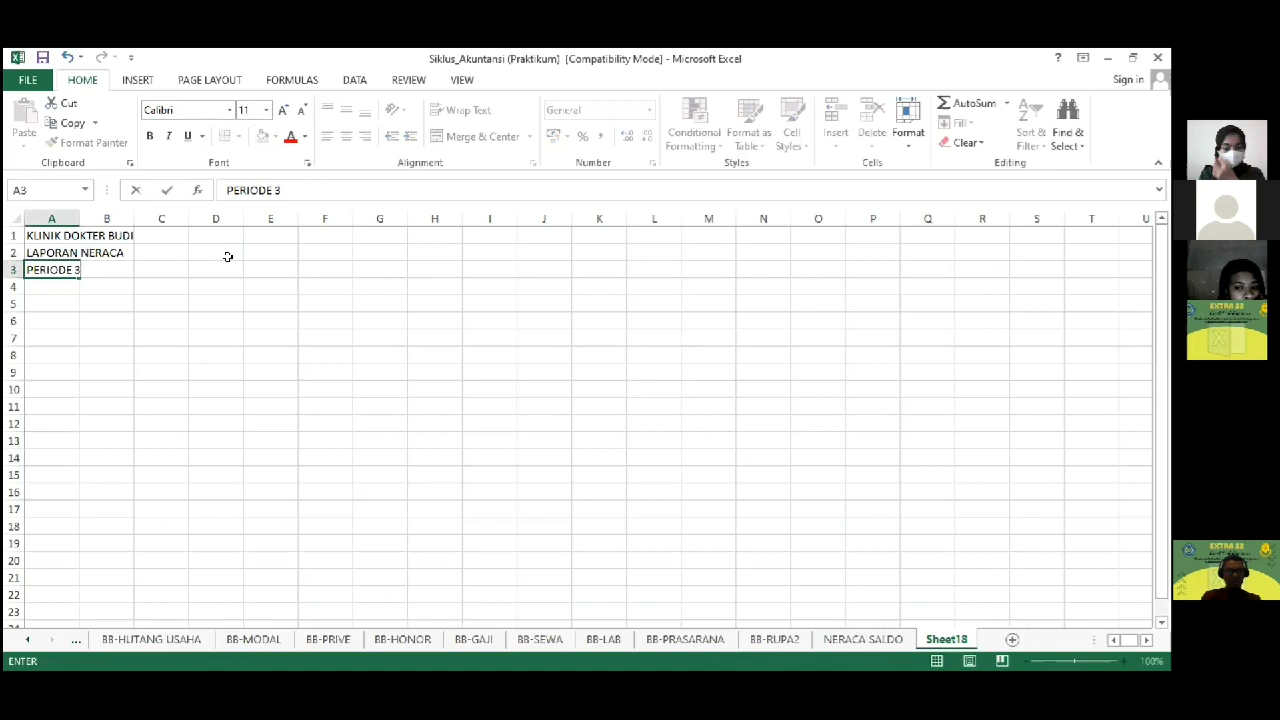 Siklus_Akuntansi (Praktikum) [Compatibility Mode] - Microsoft Excel
FILE HOME INSERT PAGE LAYOUT FORMULAS DATA REVIEW VIEW Sign in
Paste
Cut
Copy
Format Painter
Clipboard
Calibri 11
B I U
Font
Wrap Text
Merge & Center
Alignment
General
Number
Conditional Formatting
Format as Table
Cell Styles
Styles
Insert
Delete
Format
Cells
AutoSum
Fill
Clear
Sort & Filter
Find & Select
Editing
A3 PERIODE 3
A B C D E F G H I J K L M N O P Q R S T U
1 KLINIK DOKTER BUDI
2 LAPORAN NERACA
3 PERIODE 3
4
5
6
7
8
9
10
11
12
13
14
15
16
17
18
19
20
21
22
23
... BB-HUTANG USAHA BB-MODAL BB-PRIVE BB-HONOR BB-GAJI BB-SEWA BB-LAB BB-PRASARANA BB-RUPA2 NERACA SALDO Sheet18
ENTER 100%
EXTRA 22
EXTRA 22